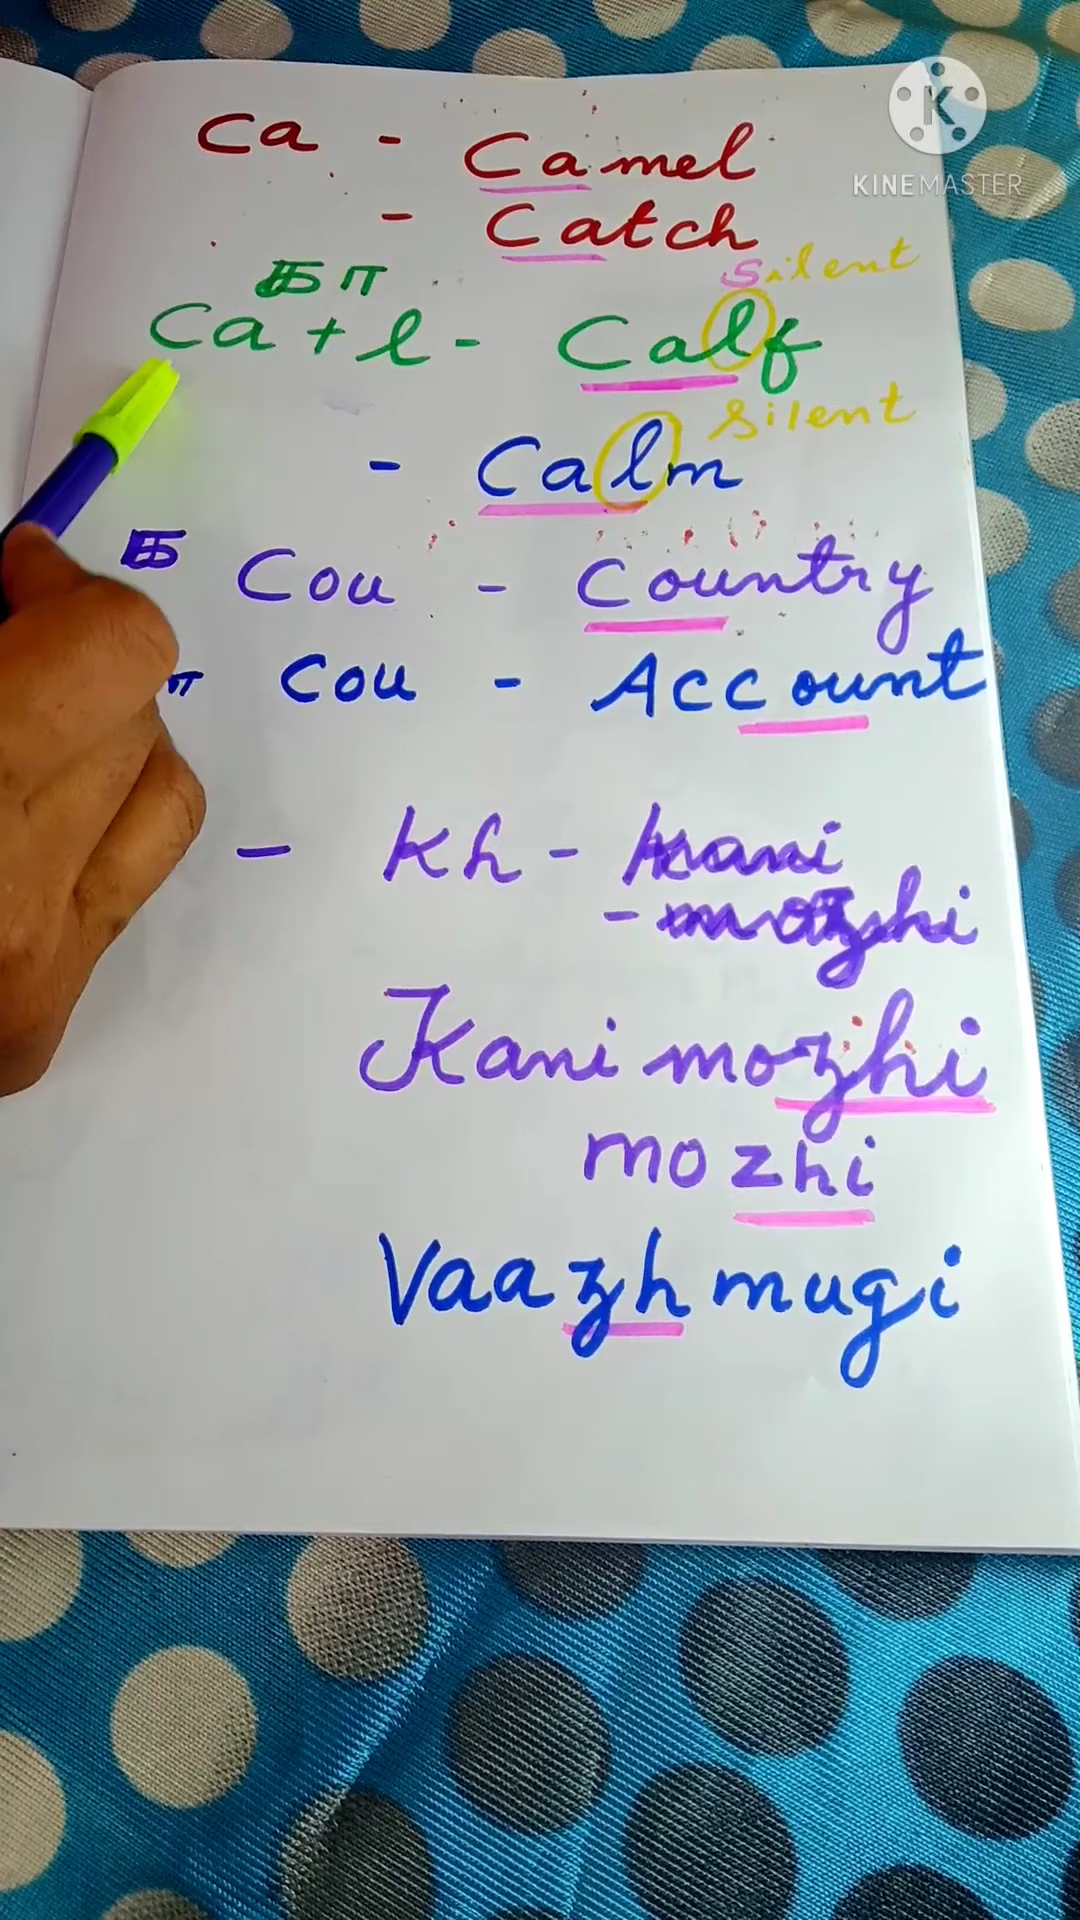 K
KINEMASTER
Ca - Camel
- Catch
Silent
கா
Ca + l - Calf
Silent
- Calm
க Cou - Country
Cou - Account
- Kh - Kani
- mozhi
Kanimozhi
mozhi
Vaazhmugi